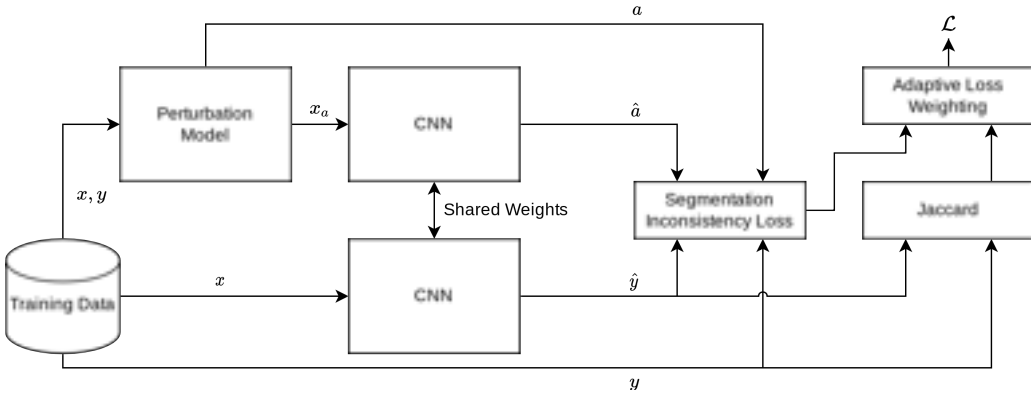 a
ℒ
Adaptive Loss
Weighting
Perturbation
Model
x_a
CNN
â
x, y
Shared Weights
Segmentation
Inconsistency Loss
Jaccard
Training Data
x
CNN
ŷ
y